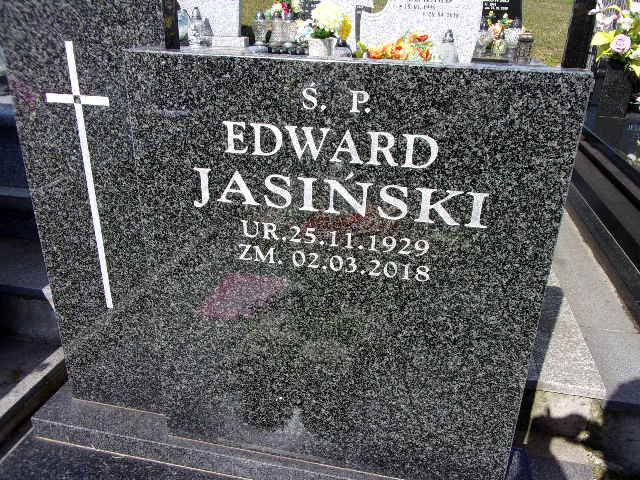 Ś. P.
EDWARD
JASIŃSKI
UR.25.11.1929
ZM. 02.03.2018